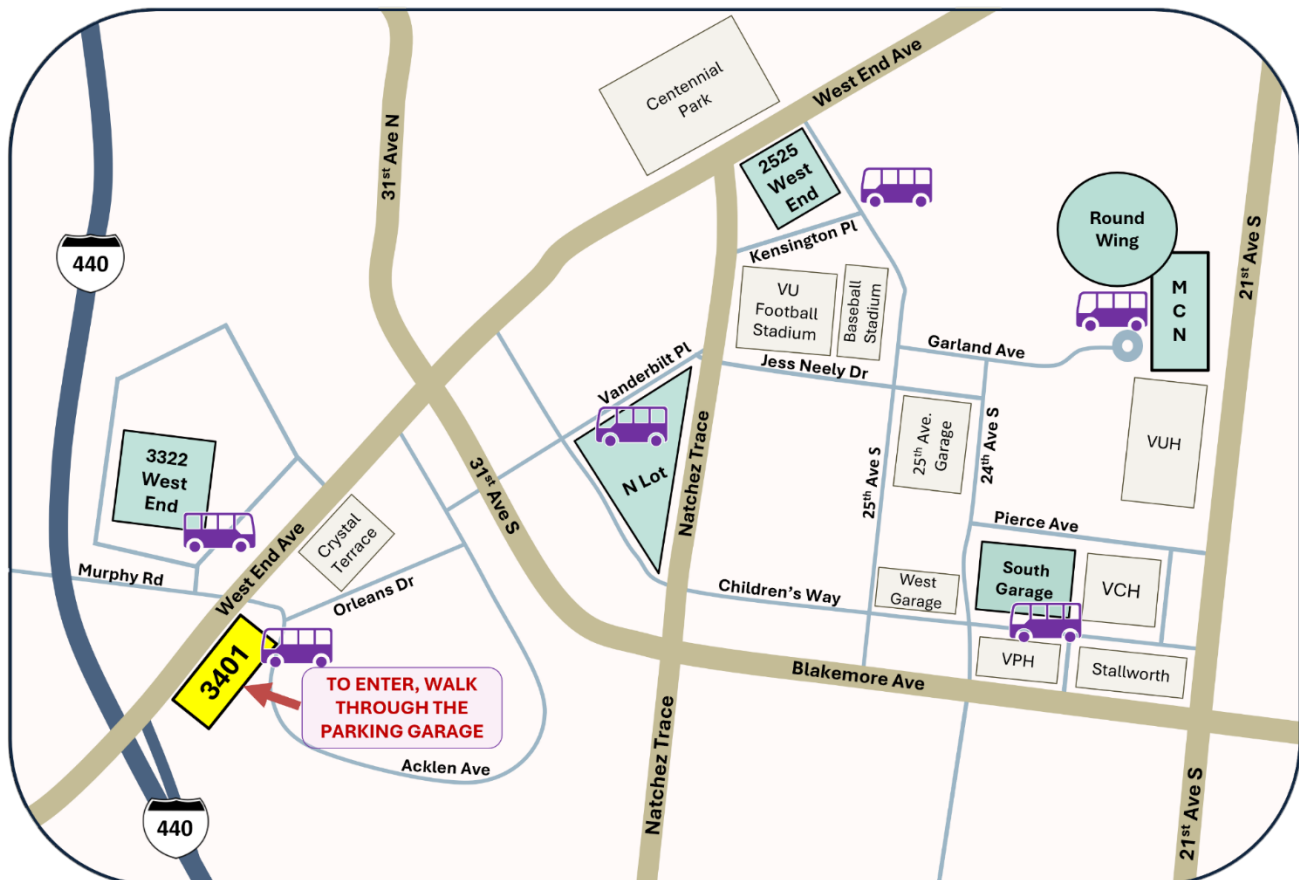 Centennial
Park
West End Ave
31st Ave N
2525
West
End
440
Kensington Pl
Round
Wing
21st Ave S
M
C
N
VU
Football
Stadium
Baseball
Stadium
Garland Ave
Vanderbilt Pl
Jess Neely Dr
3322
West
End
N Lot
Natchez Trace
25th Ave.
Garage
24th Ave S
25th Ave S
VUH
31st Ave S
Crystal
Terrace
West End Ave
Murphy Rd
Orleans Dr
Pierce Ave
South
Garage
VCH
West
Garage
Children's Way
3401
TO ENTER, WALK
THROUGH THE
PARKING GARAGE
Blakemore Ave
VPH
Stallworth
Acklen Ave
Natchez Trace
21st Ave S
440